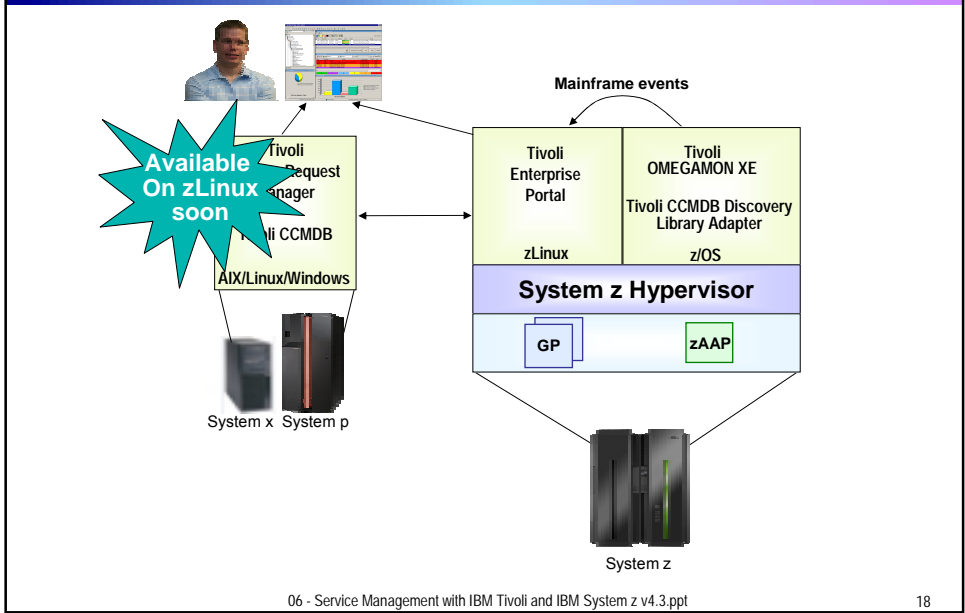 Mainframe events
Available
On zLinux
soon
Tivoli
Request
anager
li CCMDB
AIX/Linux/Windows
Tivoli
Enterprise
Portal
zLinux
Tivoli
OMEGAMON XE
Tivoli CCMDB Discovery
Library Adapter
z/OS
System z Hypervisor
GP
zAAP
System x System p
System z
06 - Service Management with IBM Tivoli and IBM System z v4.3.ppt
18